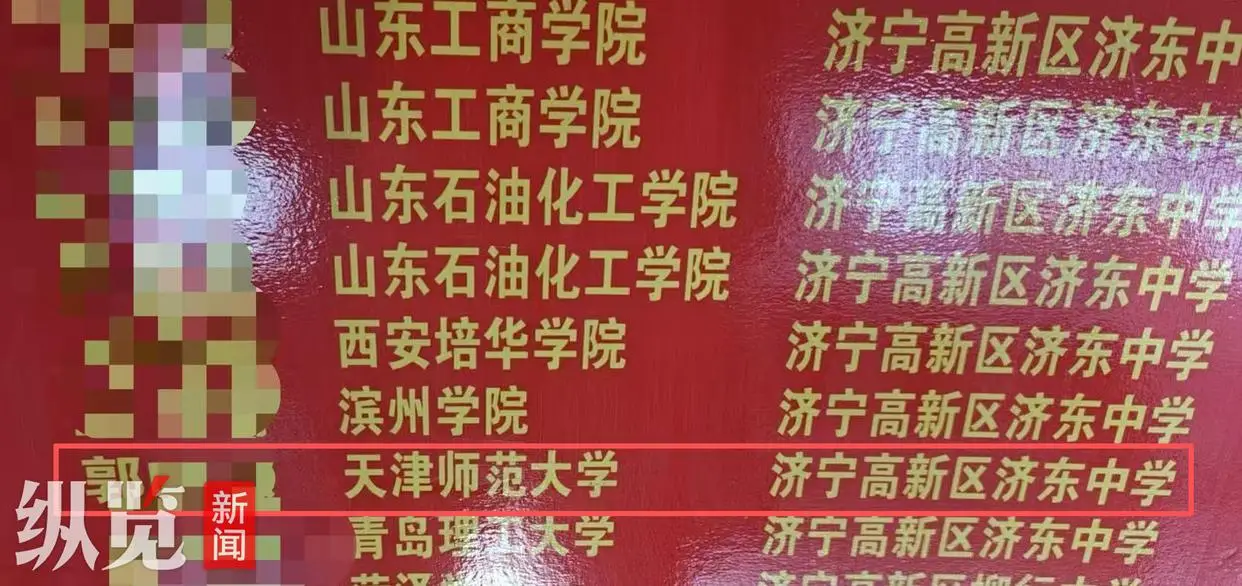 山东工商学院 济宁高新区济东中
山东工商学院 济宁高新区济东中学
山东石油化工学院 济宁高新区济东中学
山东石油化工学院 济宁高新区济东中学
西安培华学院 济宁高新区济东中学
滨州学院 济宁高新区济东中学
郭 天津师范大学 济宁高新区济东中学
青岛理工大学 济宁高新区济东中学
纵览新闻